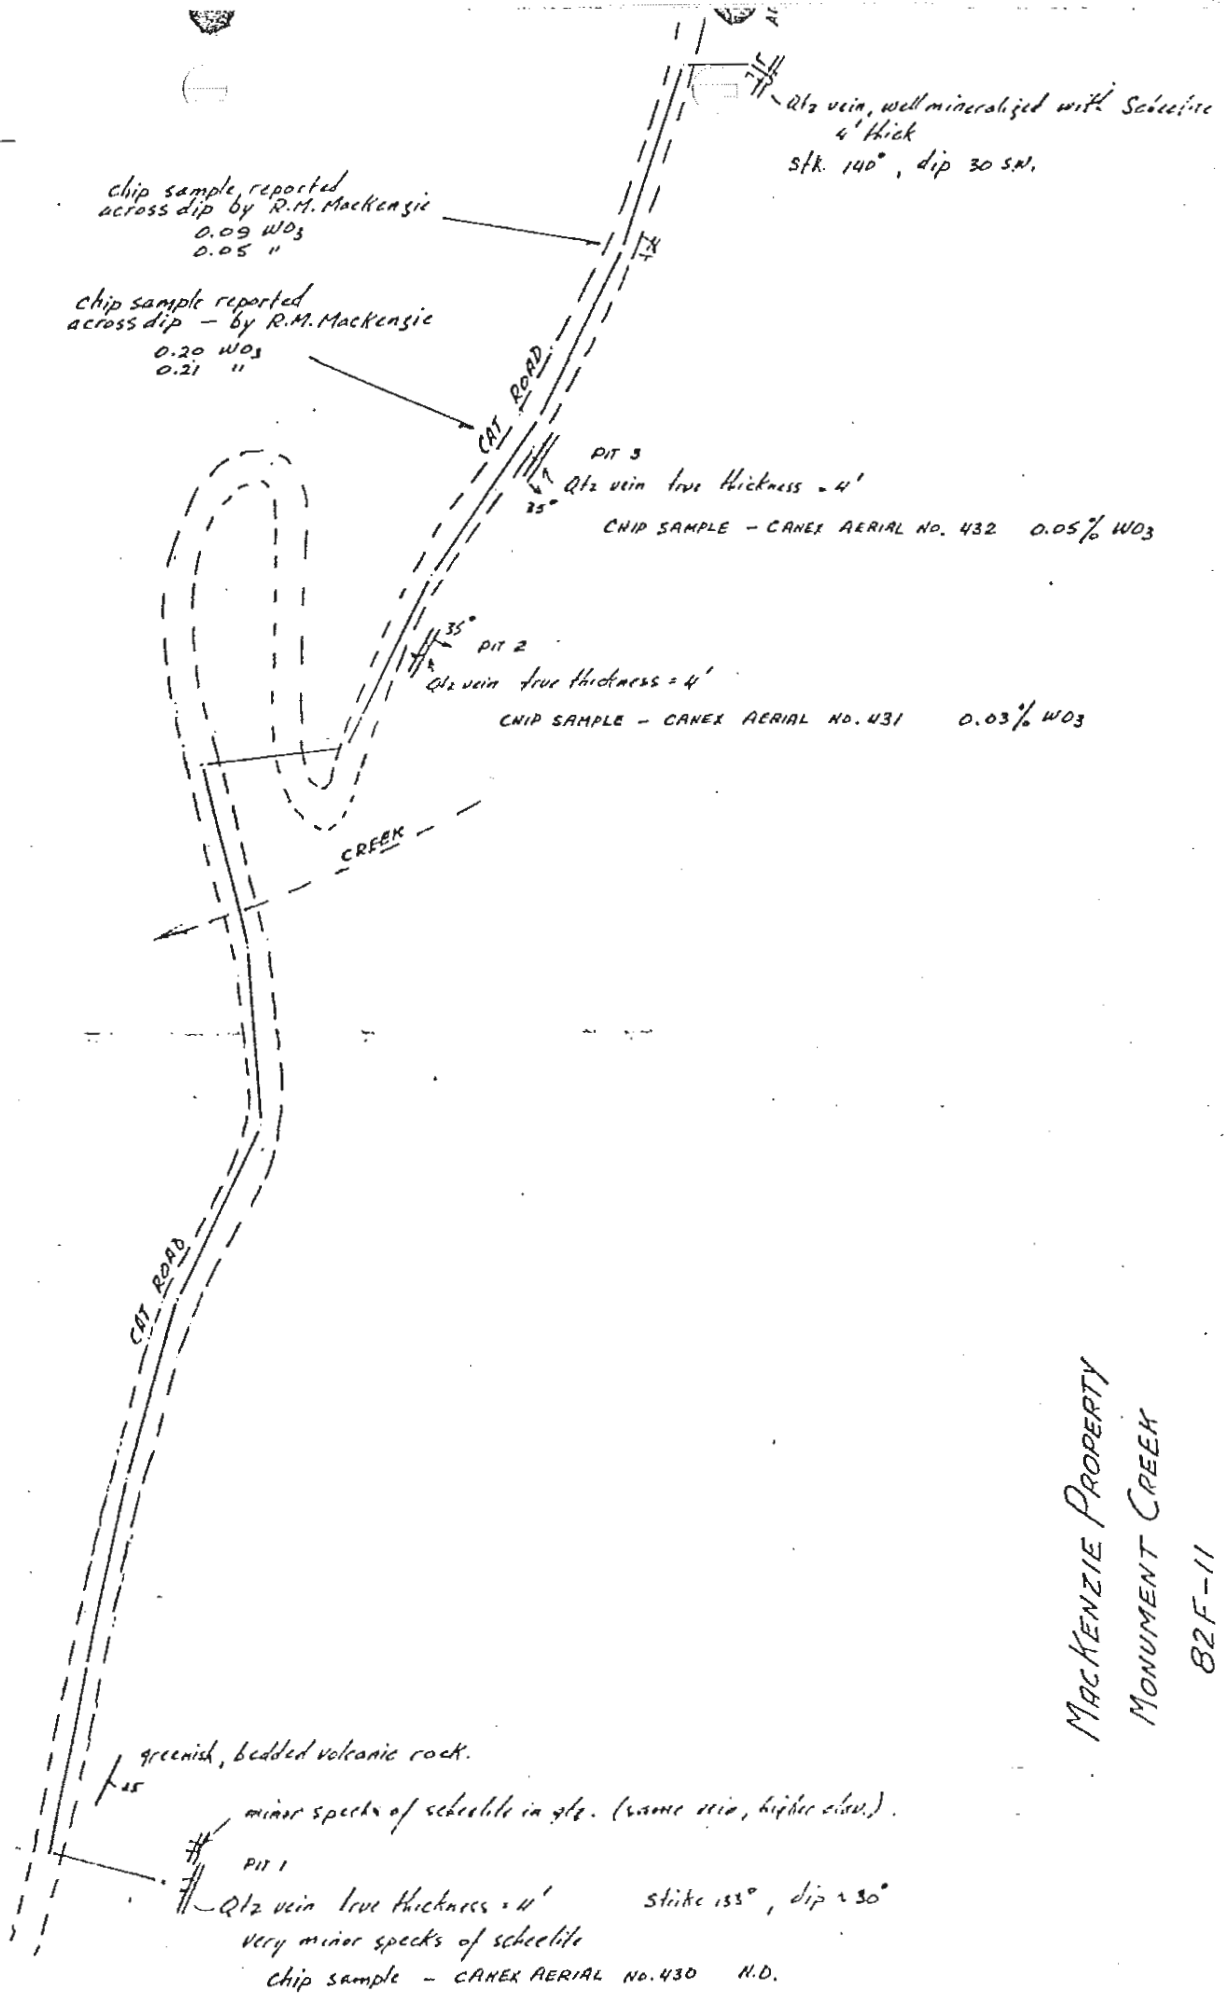 Qtz vein, well mineralized with Scheelite
4' thick
stk. 140°, dip 30 S.W.
chip sample, reported
across dip by R.M. Mackenzie
0.09 WO3
0.05 "
chip sample reported
across dip - by R.M. Mackenzie
0.20 WO3
0.21 "
CAT ROAD
PIT 3
Qtz vein true thickness = 4'
35°
CHIP SAMPLE - CANEX AERIAL NO. 432 0.05% WO3
35°
PIT 2
Qtz vein true thickness = 4'
CHIP SAMPLE - CANEX AERIAL NO. 431 0.03% WO3
CREEK
CAT ROAD
MACKENZIE PROPERTY
MONUMENT CREEK
82F-11
greenish, bedded volcanic rock.
minor specks of scheelite in qtz. (same vein, higher elev.).
PIT 1
Qtz vein true thickness = 4' Strike 133°, dip ~ 30°
very minor specks of scheelite
chip sample - CANEX AERIAL NO. 430 N.D.